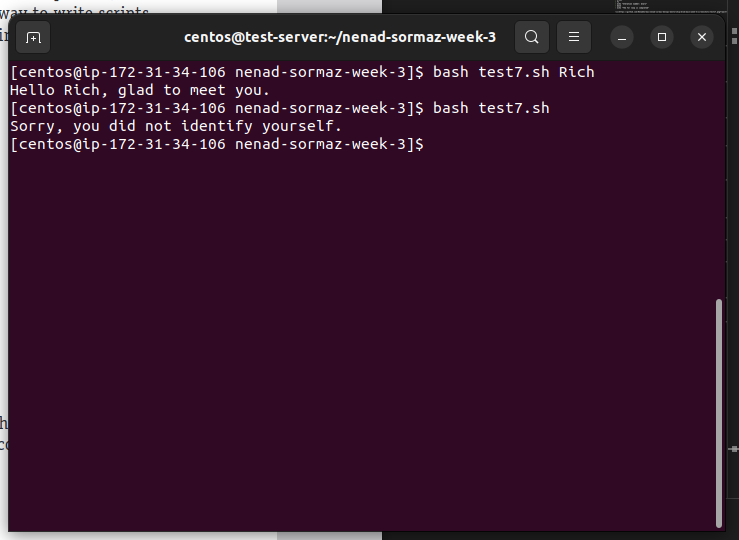 way to write scripts
centos@test-server:~/nenad-sormaz-week-3
[centos@ip-172-31-34-106 nenad-sormaz-week-3]$ bash test7.sh Rich
Hello Rich, glad to meet you.
[centos@ip-172-31-34-106 nenad-sormaz-week-3]$ bash test7.sh
Sorry, you did not identify yourself.
[centos@ip-172-31-34-106 nenad-sormaz-week-3]$